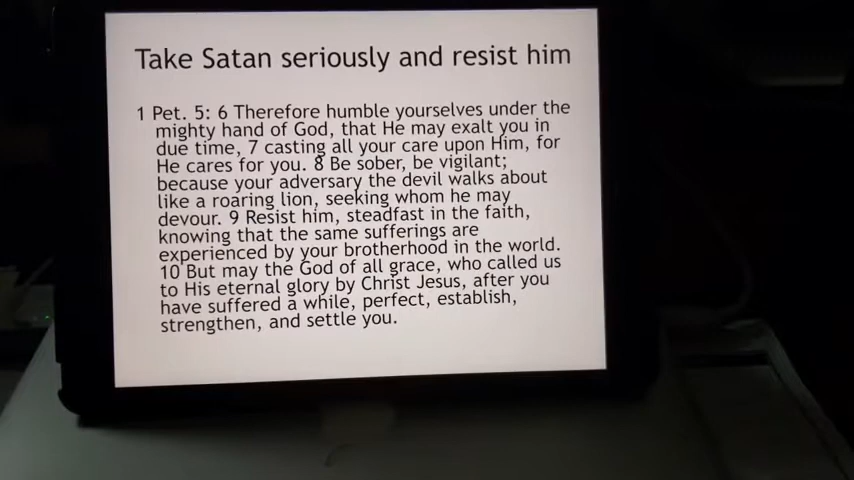 Take Satan seriously and resist him
1 Pet. 5: 6 Therefore humble yourselves under the
mighty hand of God, that He may exalt you in
due time, 7 casting all your care upon Him, for
He cares for you. 8 Be sober, be vigilant;
because your adversary the devil walks about
like a roaring lion, seeking whom he may
devour. 9 Resist him, steadfast in the faith,
knowing that the same sufferings are
experienced by your brotherhood in the world.
10 But may the God of all grace, who called us
to His eternal glory by Christ Jesus, after you
have suffered a while, perfect, establish,
strengthen, and settle you.